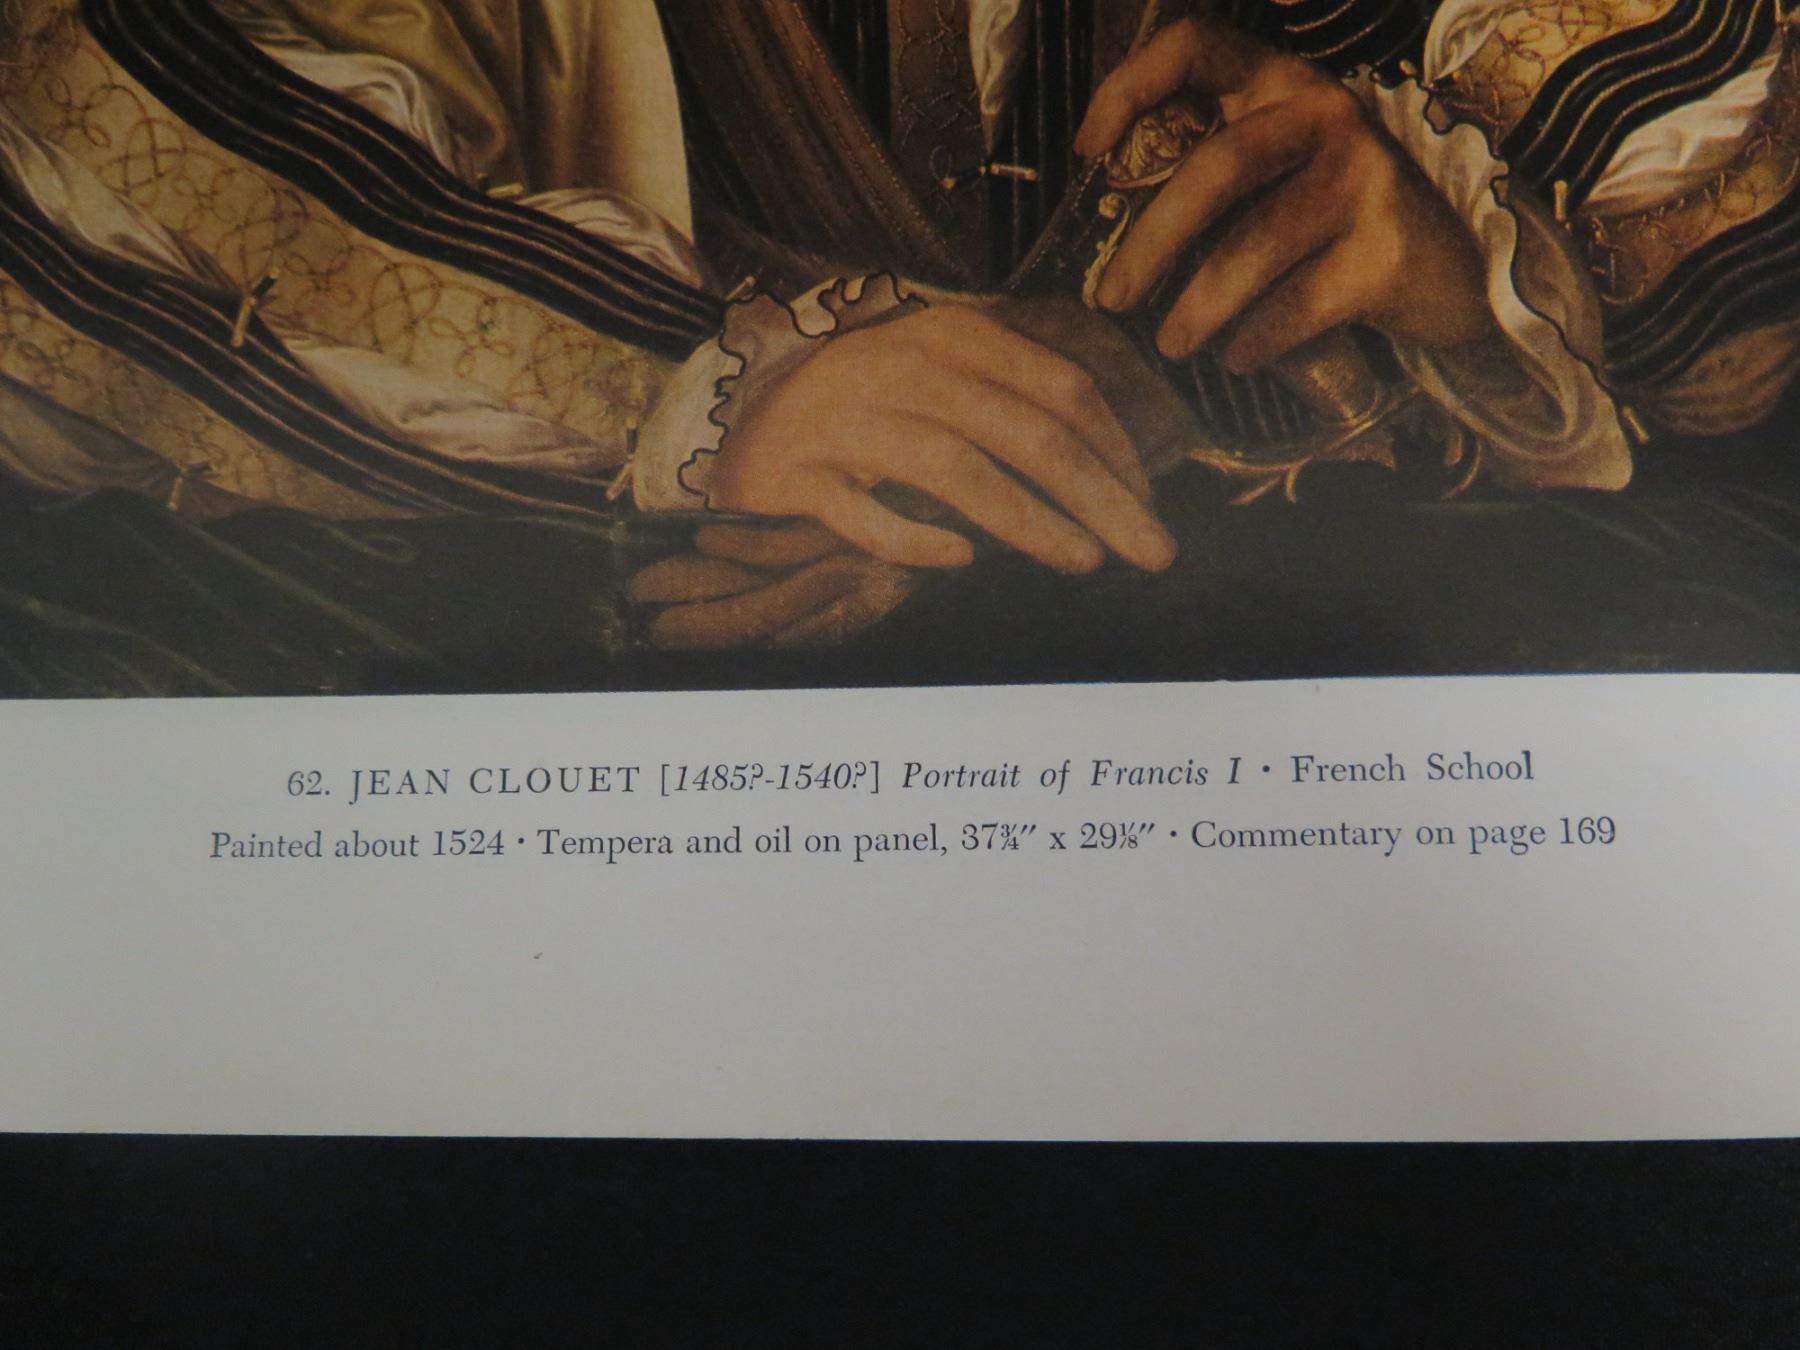 62. JEAN CLOUET [1485?-1540?] Portrait of Francis I · French School
Painted about 1524 · Tempera and oil on panel, 37¾″ x 29⅛″ · Commentary on page 169